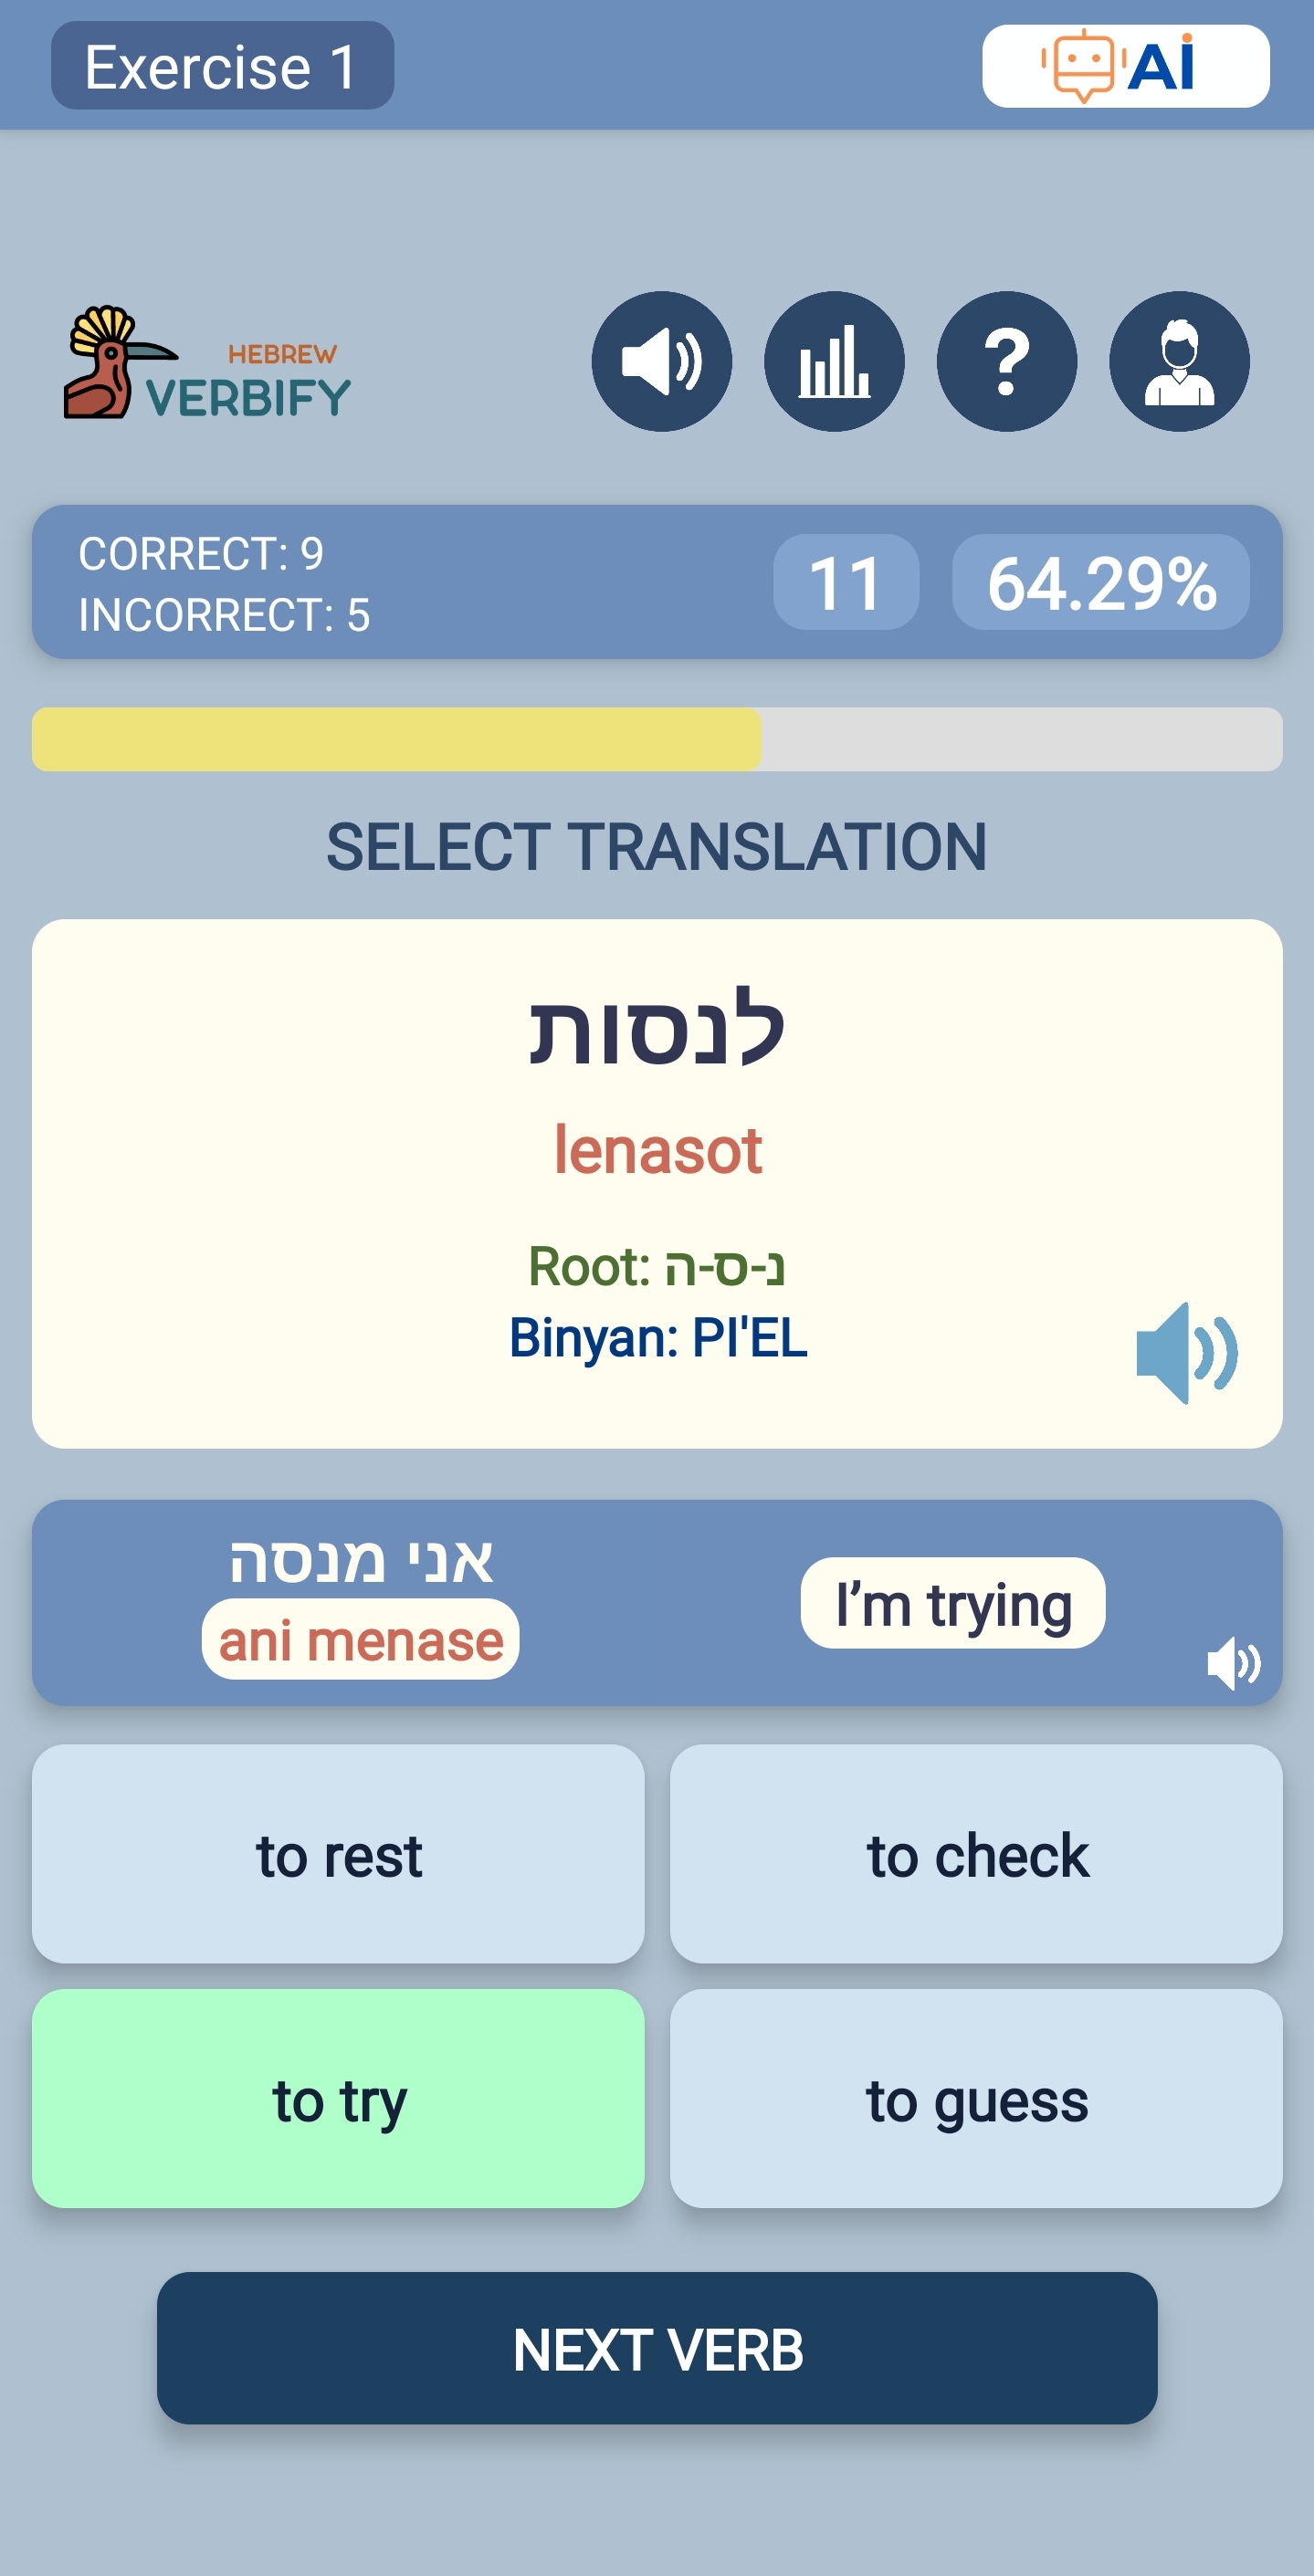 Exercise 1
AI
HEBREW
VERBIFY
?
CORRECT: 9
INCORRECT: 5
11
64.29%
SELECT TRANSLATION
לנסות
lenasot
Root: נ-ס-ה
Binyan: PI'EL
אני מנסה
ani menase
I’m trying
to rest
to check
to try
to guess
NEXT VERB